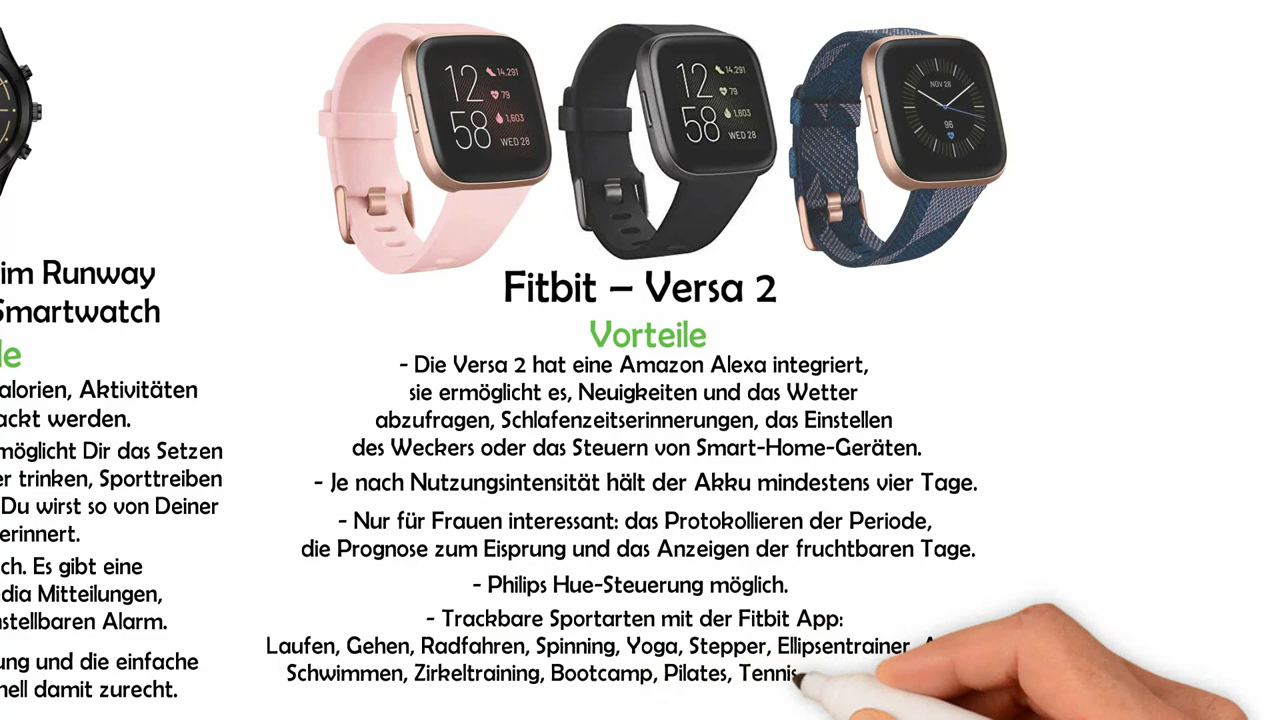 12 14,291
79
58 1,603
WED 28
12 14,291
79
58 1,603
WED 28
NOV 28
96
im Runway
Smartwatch
le
alorien, Aktivitäten
ackt werden.
möglicht Dir das Setzen
er trinken, Sporttreiben
Du wirst so von Deiner
erinnert.
ch. Es gibt eine
dia Mitteilungen,
nstellbaren Alarm.
ung und die einfache
nell damit zurecht.
Fitbit – Versa 2
Vorteile
- Die Versa 2 hat eine Amazon Alexa integriert,
sie ermöglicht es, Neuigkeiten und das Wetter
abzufragen, Schlafenzeitserinnerungen, das Einstellen
des Weckers oder das Steuern von Smart-Home-Geräten.
- Je nach Nutzungsintensität hält der Akku mindestens vier Tage.
- Nur für Frauen interessant: das Protokollieren der Periode,
die Prognose zum Eisprung und das Anzeigen der fruchtbaren Tage.
- Philips Hue-Steuerung möglich.
- Trackbare Sportarten mit der Fitbit App:
Laufen, Gehen, Radfahren, Spinning, Yoga, Stepper, Ellipsentrainer,
Schwimmen, Zirkeltraining, Bootcamp, Pilates, Tennis